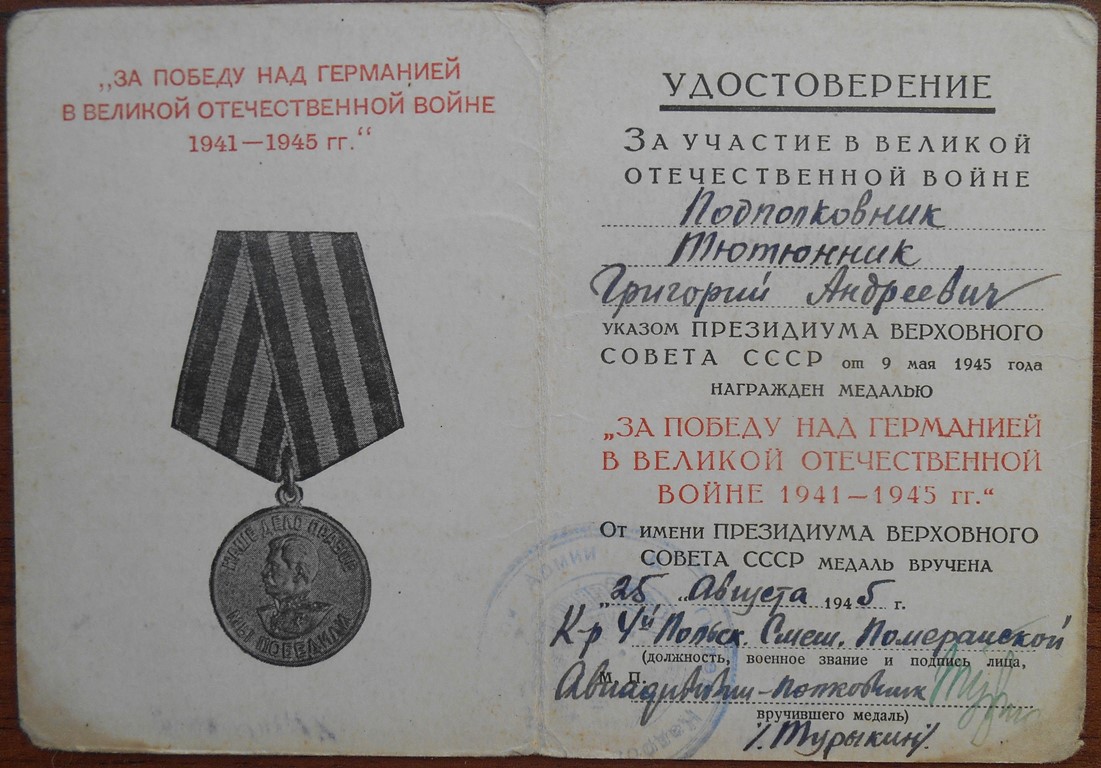 „ЗА ПОБЕДУ НАД ГЕРМАНИЕЙ
В ВЕЛИКОЙ ОТЕЧЕСТВЕННОЙ ВОЙНЕ
1941—1945 гг.“
НАШЕ ДЕЛО ПРАВОЕ
МЫ ПОБЕДИЛИ
УДОСТОВЕРЕНИЕ
ЗА УЧАСТИЕ В ВЕЛИКОЙ
ОТЕЧЕСТВЕННОЙ ВОЙНЕ
Подполковник
Тютюнник
Григорий Андреевич
УКАЗОМ ПРЕЗИДИУМА ВЕРХОВНОГО
СОВЕТА СССР от 9 мая 1945 года
НАГРАЖДЕН МЕДАЛЬЮ
„ЗА ПОБЕДУ НАД ГЕРМАНИЕЙ
В ВЕЛИКОЙ ОТЕЧЕСТВЕННОЙ
ВОЙНЕ 1941—1945 гг.“
ОТ ИМЕНИ ПРЕЗИДИУМА ВЕРХОВНОГО
СОВЕТА СССР МЕДАЛЬ ВРУЧЕНА
„25“ Августа 1945 г.
К-р 4й Польск. Смеш. Померанской
(должность, военное звание и подпись лица,
М. П. Авиадивизии-полковник
вручившего медаль)
/.Турыкин/.